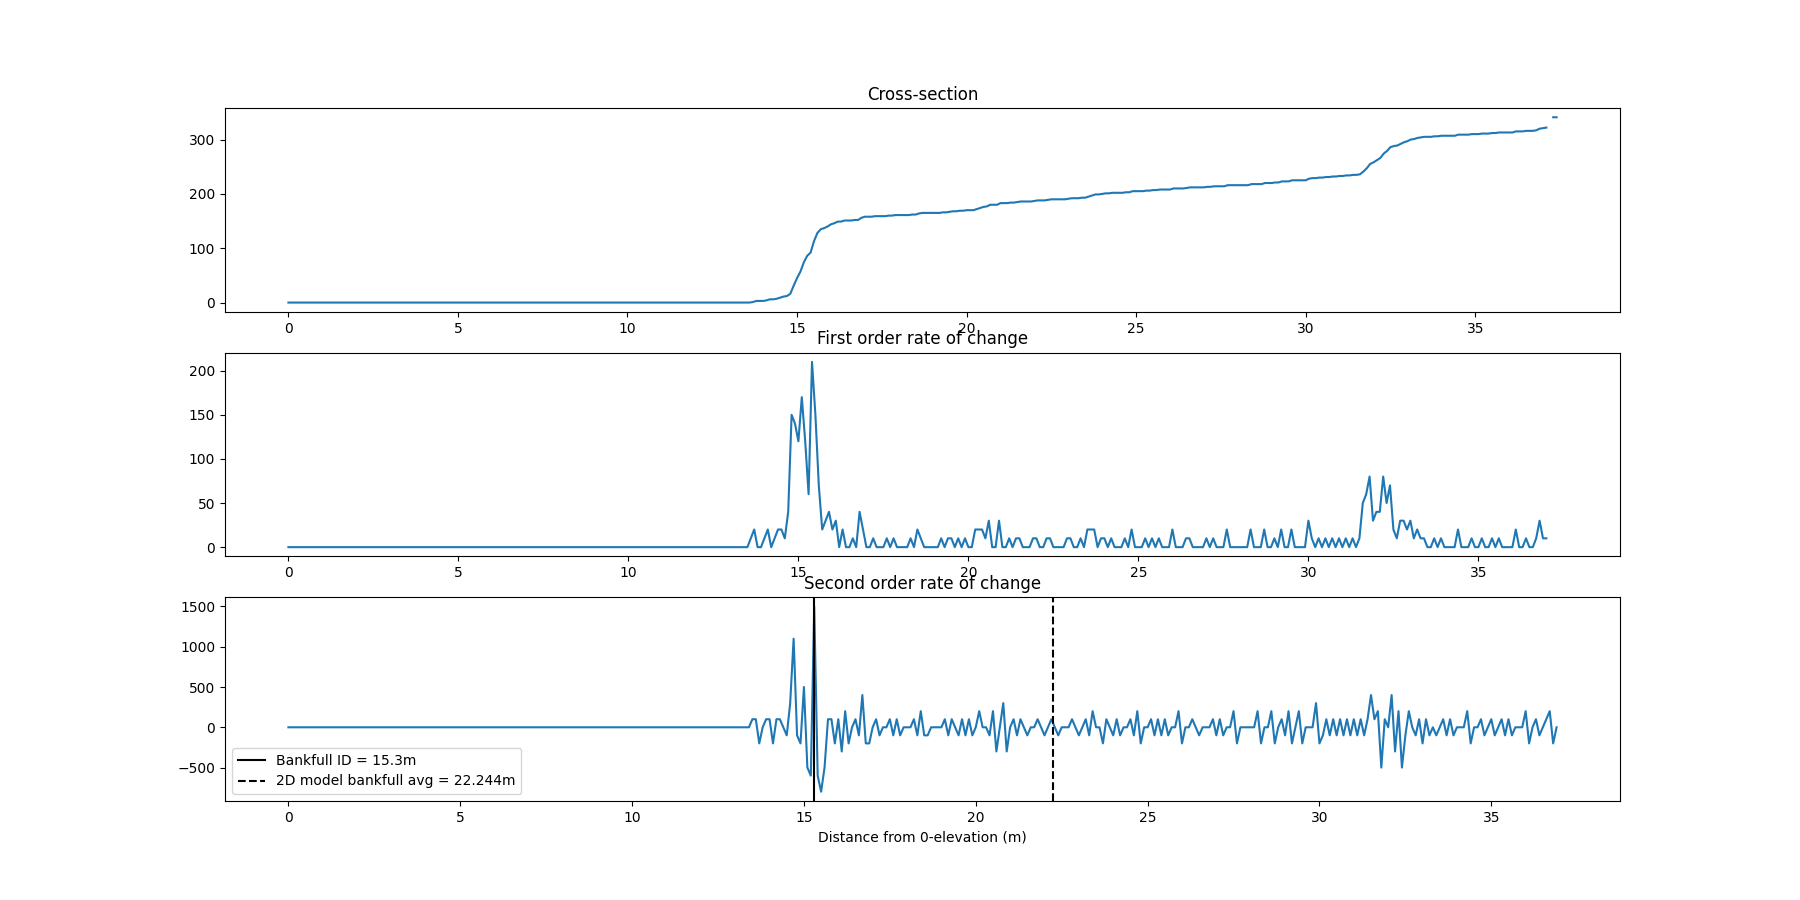 Cross-section
300
200
100
0
0 5 10 15 20 25 30 35
First order rate of change
200
150
100
50
0
0 5 10 15 20 25 30 35
Second order rate of change
1500
1000
500
0
−500
Bankfull ID = 15.3m
2D model bankfull avg = 22.244m
0 5 10 15 20 25 30 35
Distance from 0-elevation (m)